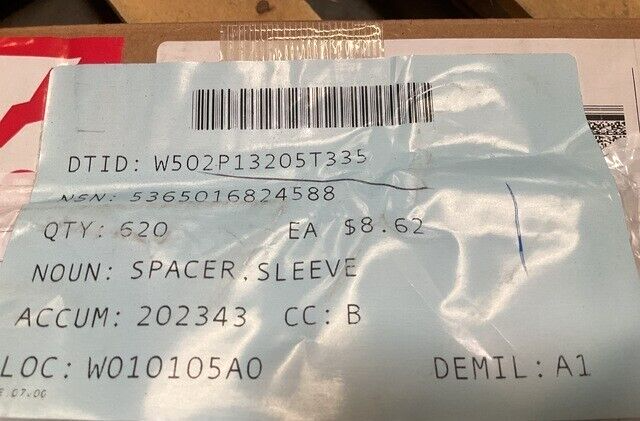 DTID: W502P13205T335
NSN: 5365016824588
QTY: 620 EA $8.62
NOUN: SPACER,SLEEVE
ACCUM: 202343 CC: B
LOC: W010105A0 DEMIL: A1